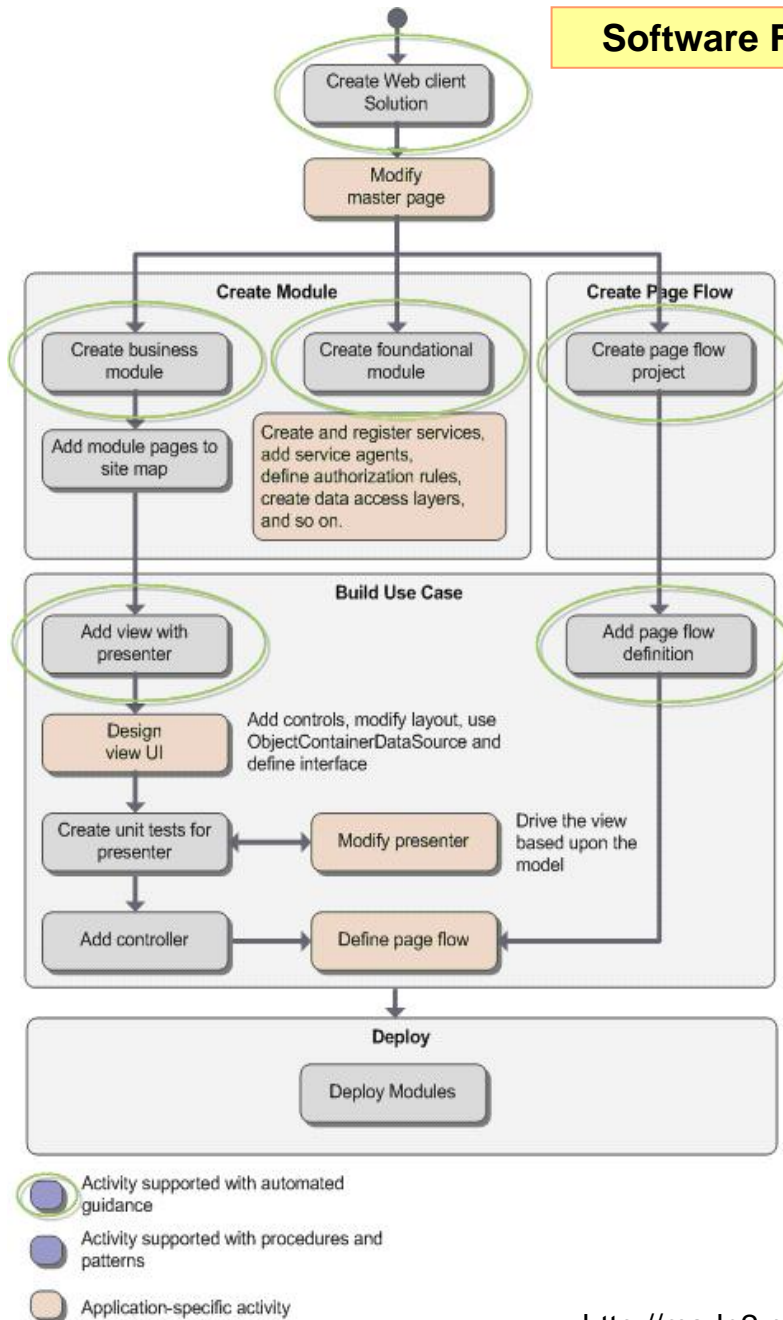 Software F
Create Web client
Solution
Modify
master page
Create Module
Create Page Flow
Create business
module
Create foundational
module
Create page flow
project
Add module pages to
site map
Create and register services,
add service agents,
define authorization rules,
create data access layers,
and so on.
Build Use Case
Add view with
presenter
Add page flow
definition
Design
view UI
Add controls, modify layout, use
ObjectContainerDataSource and
define interface
Create unit tests for
presenter
Modify presenter
Drive the view
based upon the
model
Add controller
Define page flow
Deploy
Deploy Modules
Activity supported with automated
guidance
Activity supported with procedures and
patterns
Application-specific activity